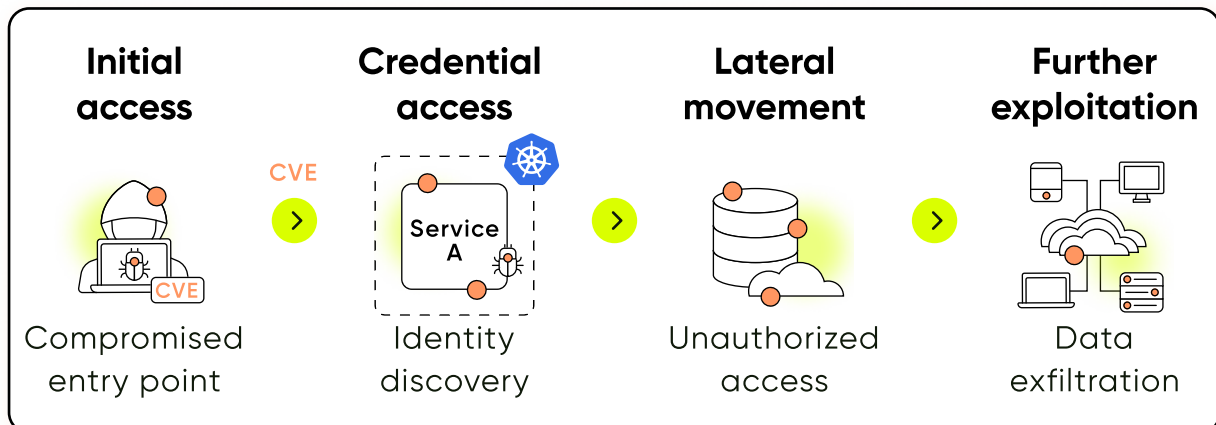 Initial
access
Credential
access
Lateral
movement
Further
exploitation
CVE
CVE
Service
A
Compromised
entry point
Identity
discovery
Unauthorized
access
Data
exfiltration